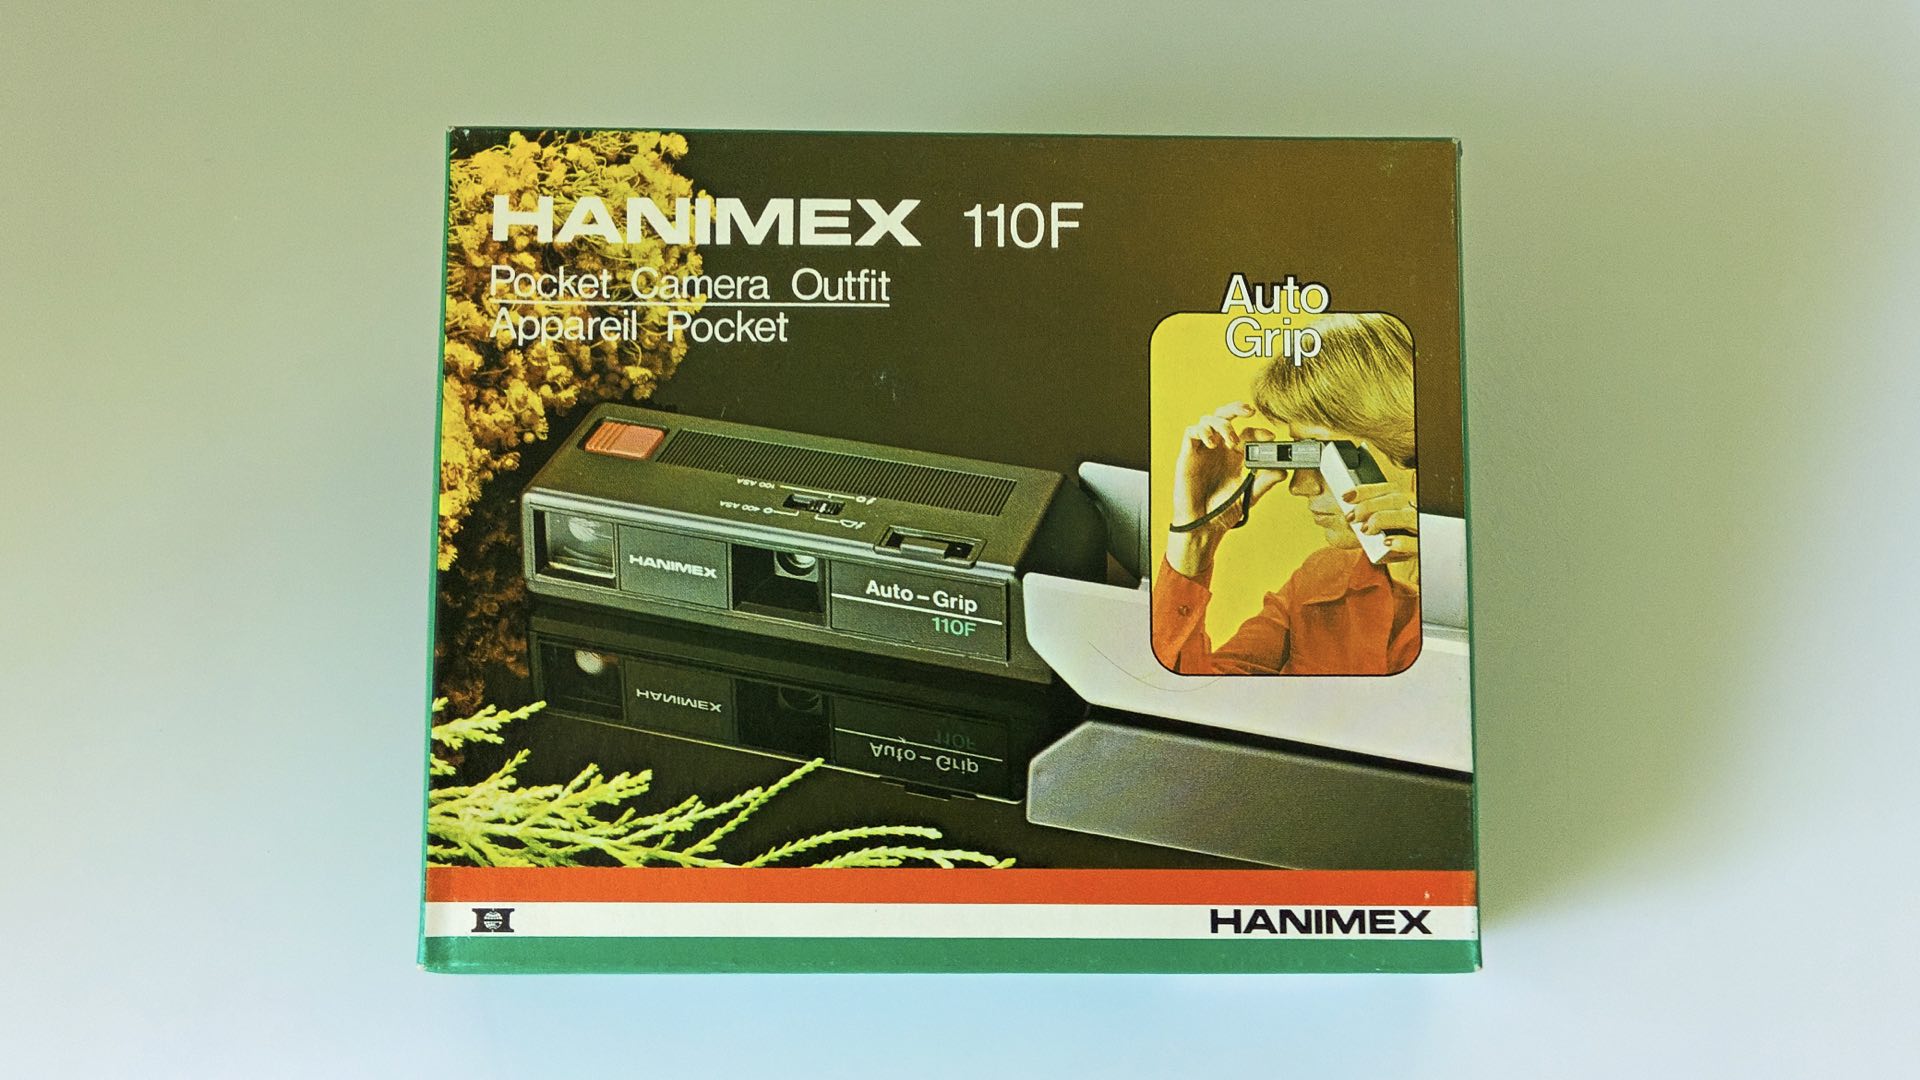 HANIMEX 110F
Pocket Camera Outfit
Appareil Pocket
Auto
Grip
100 ASA
400 ASA
HANIMEX
Auto-Grip
110F
HANIMEX
110F
Auto-Grip
H
HANIMEX